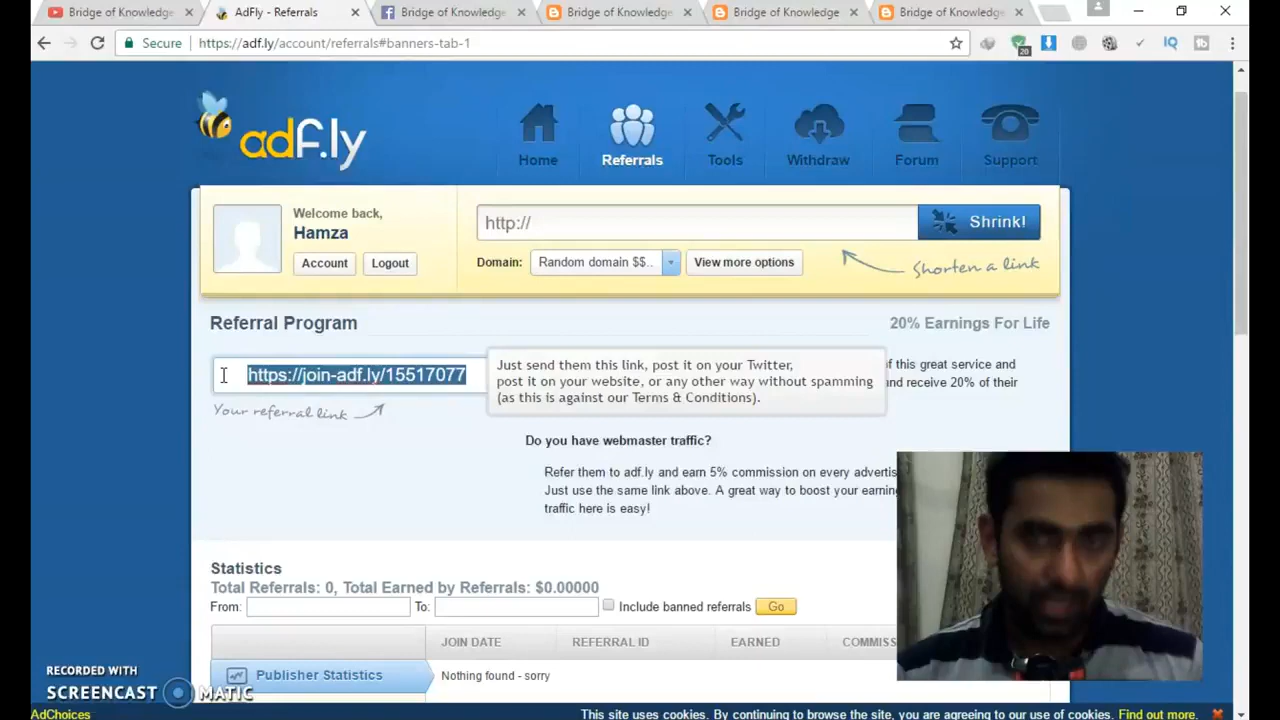 Bridge of Knowledge
AdFly - Referrals
Bridge of Knowledge
Bridge of Knowledge
Bridge of Knowledge
Bridge of Knowledge
Secure
https://adf.ly/account/referrals#banners-tab-1
20
IQ
adf.ly
Home
Referrals
Tools
Withdraw
Forum
Support
Welcome back,
Hamza
Account
Logout
http://
Shrink!
Domain:
Random domain $$..
View more options
Shorten a link
Referral Program
20% Earnings For Life
https://join-adf.ly/15517077
Your referral link
Just send them this link, post it on your Twitter,
post it on your website, or any other way without spamming
(as this is against our Terms & Conditions).
of this great service and
and receive 20% of their
Do you have webmaster traffic?
Refer them to adf.ly and earn 5% commission on every advertis
Just use the same link above. A great way to boost your earning
traffic here is easy!
Statistics
Total Referrals: 0, Total Earned by Referrals: $0.00000
From:
To:
Include banned referrals
Go
JOIN DATE
REFERRAL ID
EARNED
COMMISS
Publisher Statistics
Nothing found - sorry
RECORDED WITH
SCREENCAST MATIC
AdChoices
This site uses cookies. By continuing to browse the site, you are agreeing to our use of cookies. Find out more.